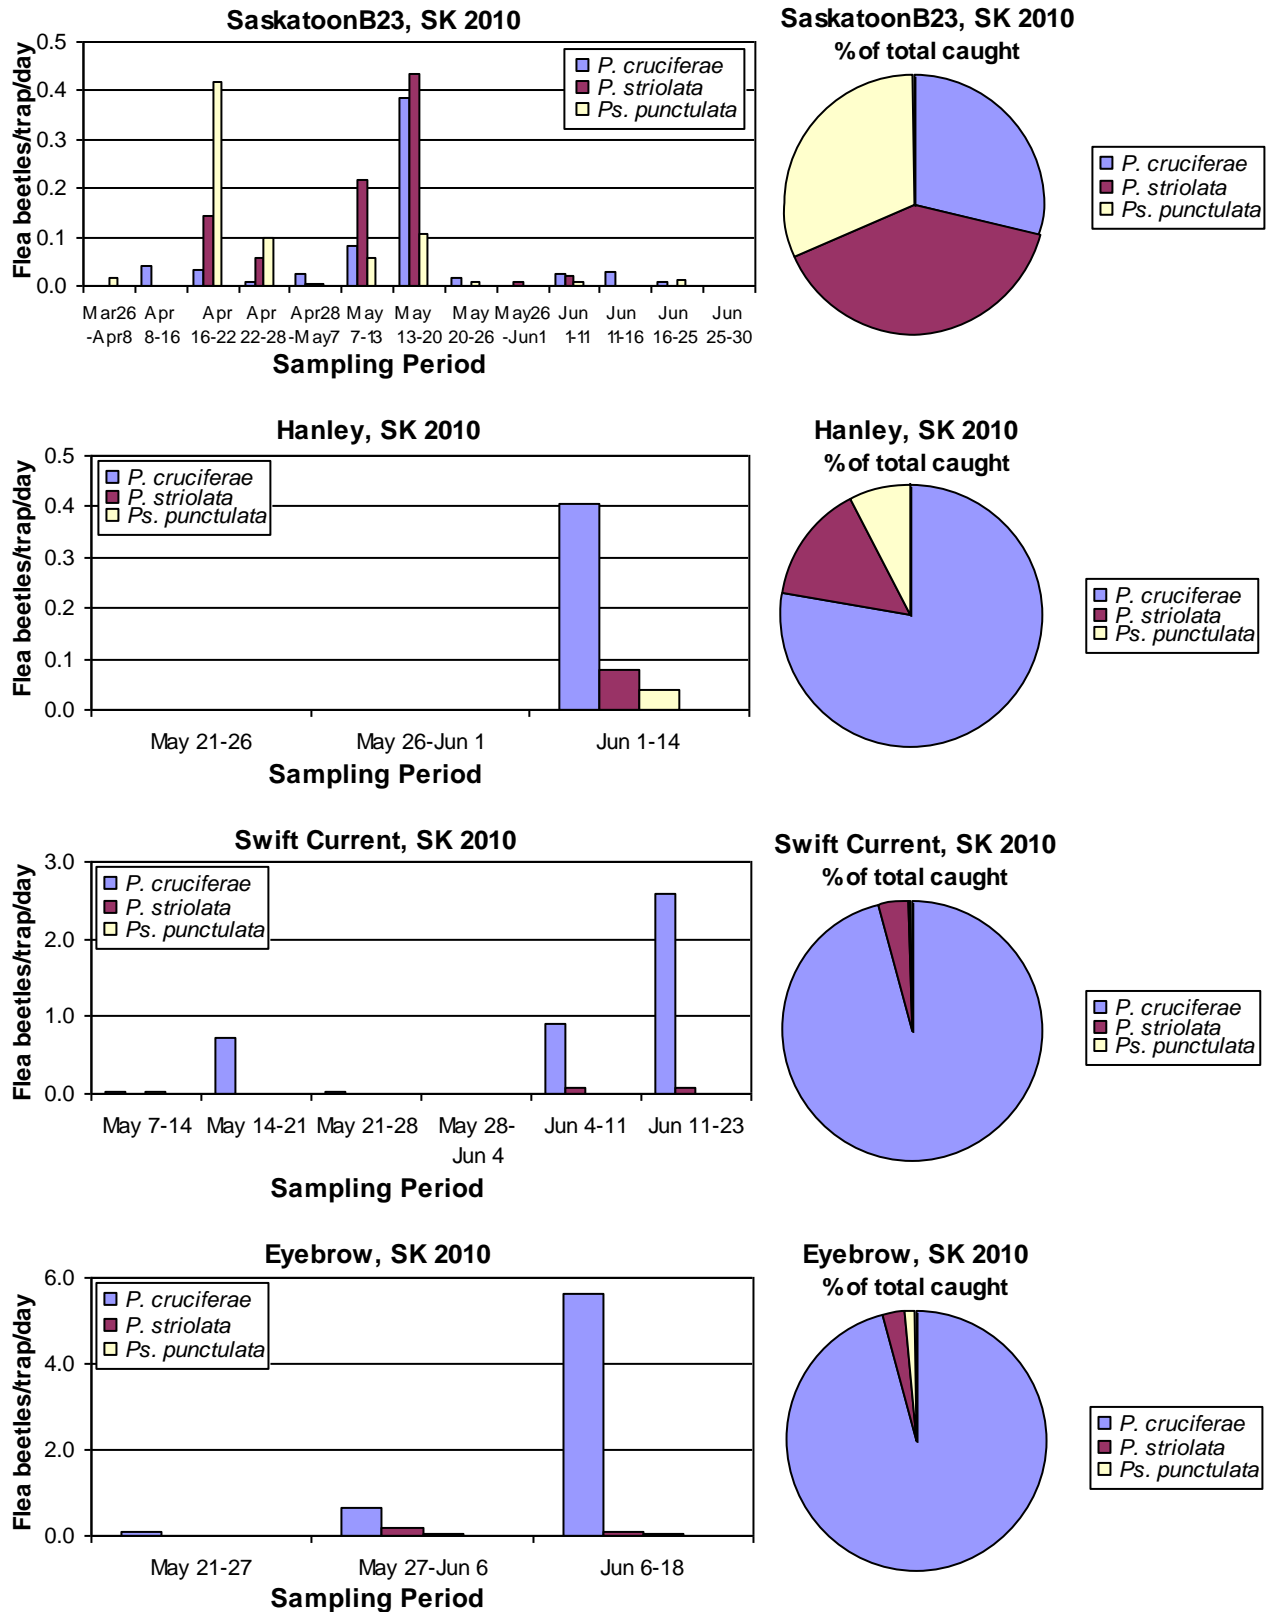 SaskatoonB23, SK 2010
Flea beetles/trap/day
0.5
0.4
0.3
0.2
0.1
0.0
P. cruciferae
P. striolata
Ps. punctulata
Mar26 Apr Apr Apr Apr28 May May May May26 Jun Jun Jun Jun
-Apr8 8-16 16-22 22-28 -May7 7-13 13-20 20-26 -Jun1 1-11 11-16 16-25 25-30
Sampling Period
SaskatoonB23, SK 2010
% of total caught
P. cruciferae
P. striolata
Ps. punctulata
Hanley, SK 2010
Flea beetles/trap/day
0.5
0.4
0.3
0.2
0.1
0.0
P. cruciferae
P. striolata
Ps. punctulata
May 21-26 May 26-Jun 1 Jun 1-14
Sampling Period
Hanley, SK 2010
% of total caught
P. cruciferae
P. striolata
Ps. punctulata
Swift Current, SK 2010
Flea beetles/trap/day
3.0
2.0
1.0
0.0
P. cruciferae
P. striolata
Ps. punctulata
May 7-14 May 14-21 May 21-28 May 28- Jun 4-11 Jun 11-23
Jun 4
Sampling Period
Swift Current, SK 2010
% of total caught
P. cruciferae
P. striolata
Ps. punctulata
Eyebrow, SK 2010
Flea beetles/trap/day
6.0
4.0
2.0
0.0
P. cruciferae
P. striolata
Ps. punctulata
May 21-27 May 27-Jun 6 Jun 6-18
Sampling Period
Eyebrow, SK 2010
% of total caught
P. cruciferae
P. striolata
Ps. punctulata